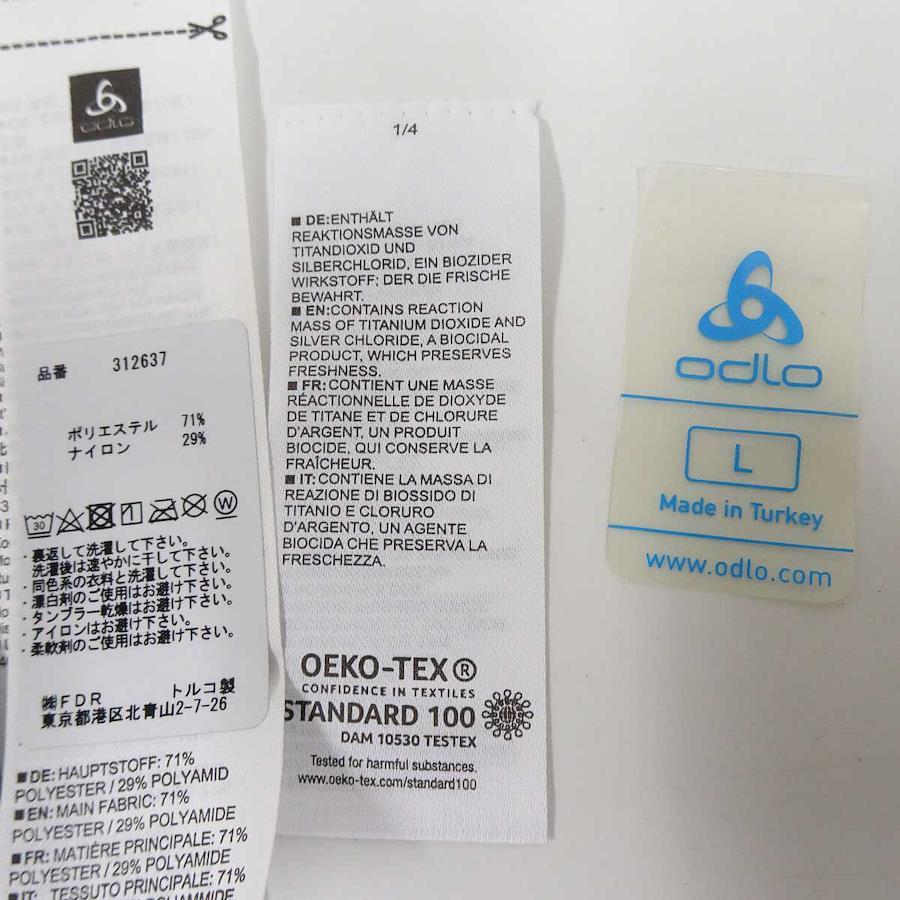 odlo
品番 312637
ポリエステル 71%
ナイロン 29%
30
W
・裏返して洗濯して下さい。
洗濯後は速やかに干して下さい。
・同色系の衣料と洗濯して下さい。
・漂白剤のご使用はお避け下さい。
・タンブラー乾燥はお避け下さい。
・アイロンはお避け下さい。
・柔軟剤のご使用はお避け下さい。
㈱FDR トルコ製
東京都港区北青山2-7-26
■DE: HAUPTSTOFF: 71%
POLYESTER / 29% POLYAMID
■EN: MAIN FABRIC: 71%
POLYESTER / 29% POLYAMIDE
■FR: MATIÈRE PRINCIPALE: 71%
POLYESTER / 29% POLYAMIDE
■IT: TESSUTO PRINCIPALE: 71%
1/4
■ DE:ENTHÄLT
REAKTIONSMASSE VON
TITANDIOXID UND
SILBERCHLORID, EIN BIOZIDER
WIRKSTOFF; DER DIE FRISCHE
BEWAHRT.
■ EN:CONTAINS REACTION
MASS OF TITANIUM DIOXIDE AND
SILVER CHLORIDE, A BIOCIDAL
PRODUCT, WHICH PRESERVES
FRESHNESS.
■ FR:CONTIENT UNE MASSE
RÉACTIONNELLE DE DIOXYDE
DE TITANE ET DE CHLORURE
D'ARGENT, UN PRODUIT
BIOCIDE, QUI CONSERVE LA
FRAÎCHEUR.
■ IT:CONTIENE LA MASSA DI
REAZIONE DI BIOSSIDO DI
TITANIO E CLORURO
D'ARGENTO, UN AGENTE
BIOCIDA CHE PRESERVA LA
FRESCHEZZA.
OEKO-TEX®
CONFIDENCE IN TEXTILES
STANDARD 100
DAM 10530 TESTEX
Tested for harmful substances.
www.oeko-tex.com/standard100
odlo
L
Made in Turkey
www.odlo.com